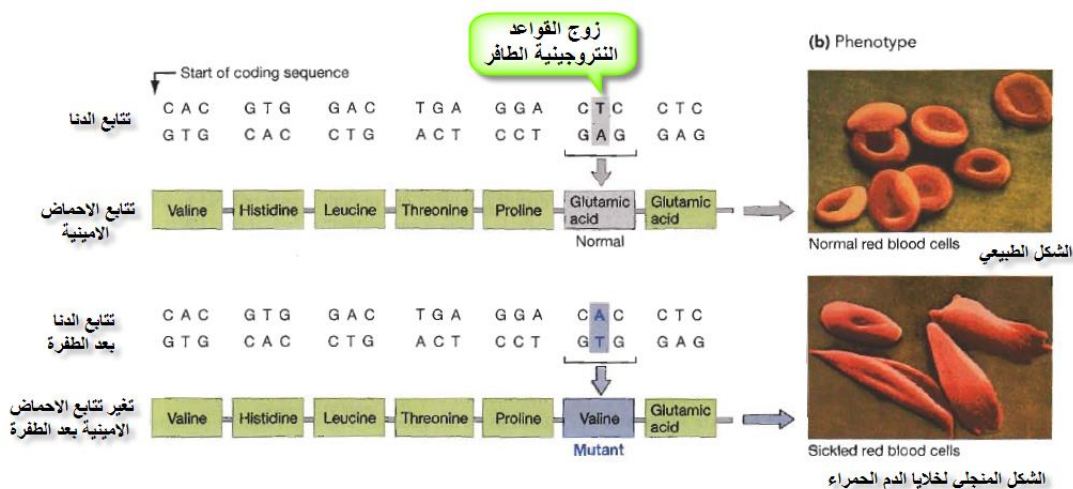 زوج القواعد
النتروجينية الطافر
(b) Phenotype
Start of coding sequence
تتابع الدنا
CAC GTG GAC TGA GGA CTC CTC
GTG CAC CTG ACT CCT GAG GAG
تتابع الاحماض
الامينية
Valine Histidine Leucine Threonine Proline Glutamic acid Glutamic acid
Normal
Normal red blood cells
الشكل الطبيعي
تتابع الدنا
بعد الطفرة
CAC GTG GAC TGA GGA CAC CTC
GTG CAC CTG ACT CCT GTG GAG
تغير تتابع الاحماض
الامينية بعد الطفرة
Valine Histidine Leucine Threonine Proline Valine Glutamic acid
Mutant
Sickled red blood cells
الشكل المنجلي لخلايا الدم الحمراء